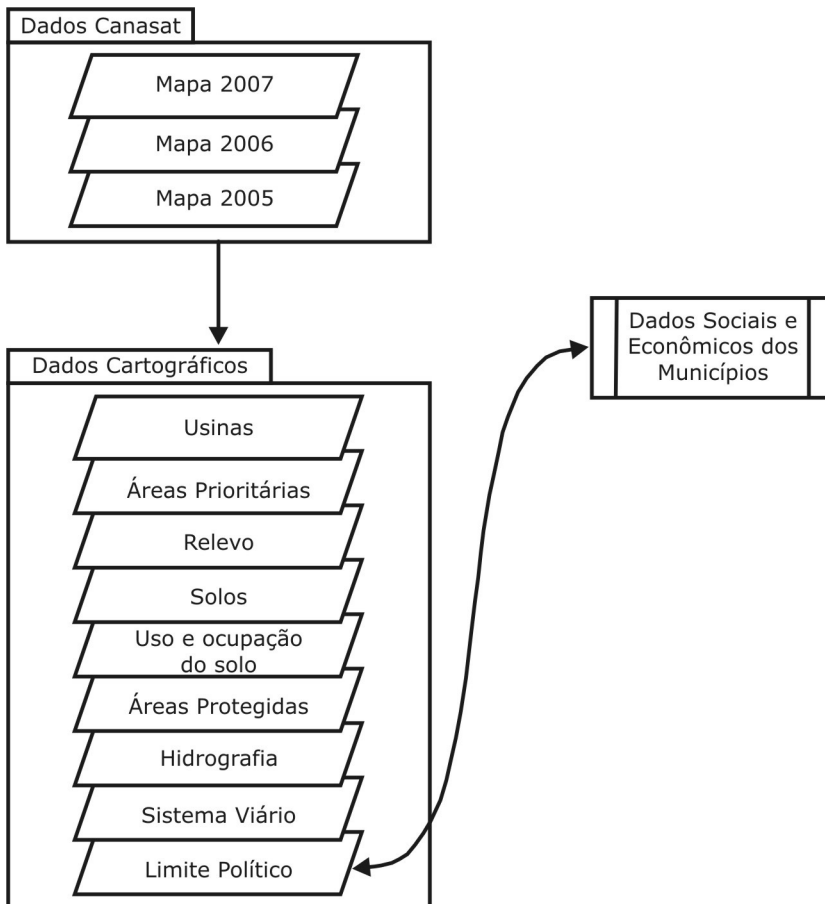 Dados Canasat
Mapa 2007
Mapa 2006
Mapa 2005
Dados Cartográficos
Usinas
Áreas Prioritárias
Relevo
Solos
Uso e ocupação
do solo
Áreas Protegidas
Hidrografia
Sistema Viário
Limite Político
Dados Sociais e
Econômicos dos
Municípios